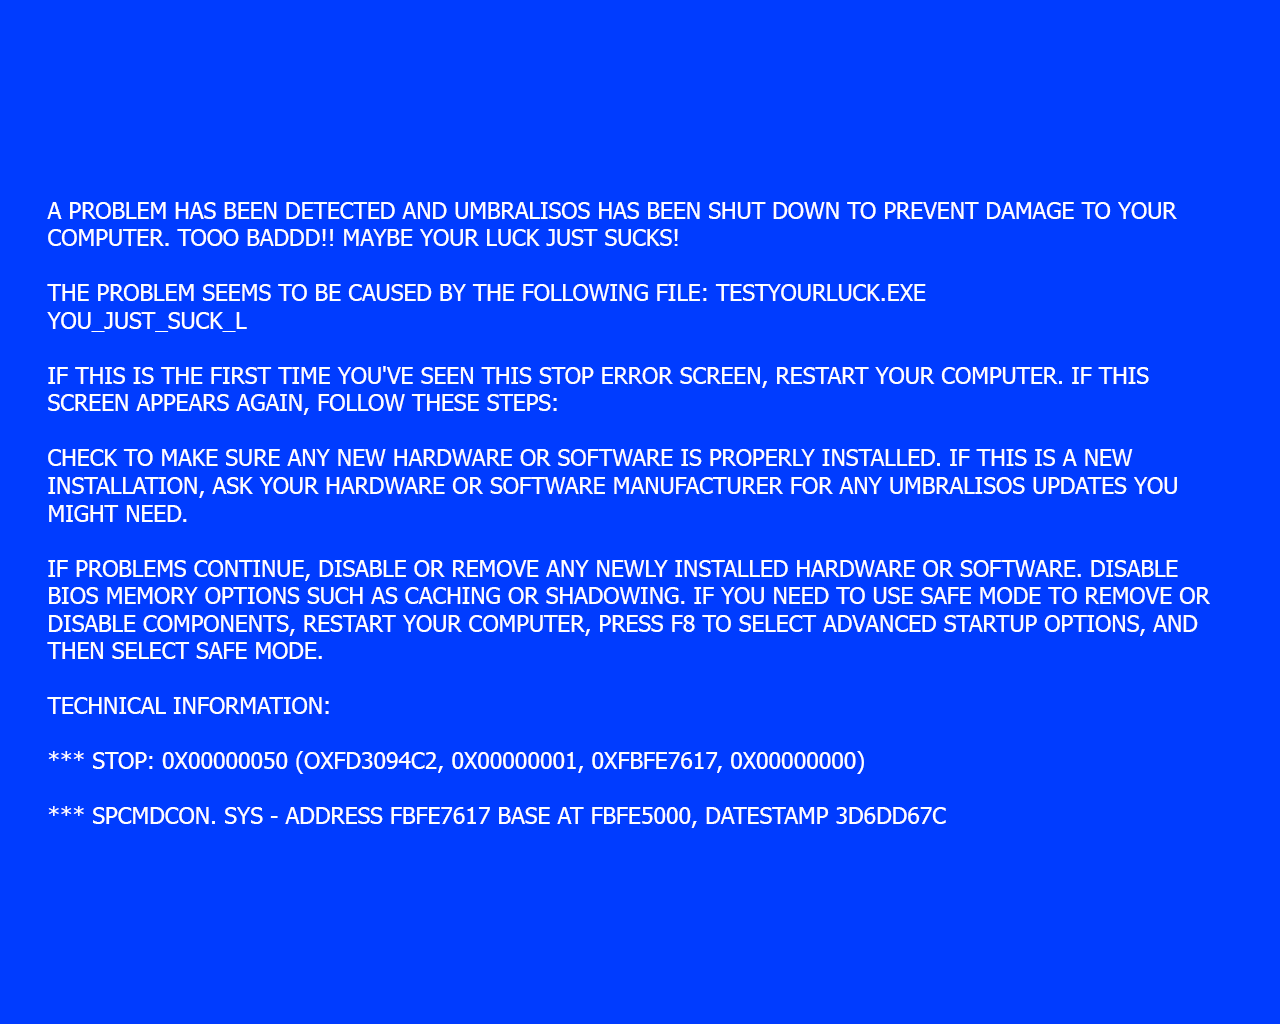 A PROBLEM HAS BEEN DETECTED AND UMBRALISOS HAS BEEN SHUT DOWN TO PREVENT DAMAGE TO YOUR
COMPUTER. TOOO BADDD!! MAYBE YOUR LUCK JUST SUCKS!
THE PROBLEM SEEMS TO BE CAUSED BY THE FOLLOWING FILE: TESTYOURLUCK.EXE
YOU_JUST_SUCK_L
IF THIS IS THE FIRST TIME YOU'VE SEEN THIS STOP ERROR SCREEN, RESTART YOUR COMPUTER. IF THIS
SCREEN APPEARS AGAIN, FOLLOW THESE STEPS:
CHECK TO MAKE SURE ANY NEW HARDWARE OR SOFTWARE IS PROPERLY INSTALLED. IF THIS IS A NEW
INSTALLATION, ASK YOUR HARDWARE OR SOFTWARE MANUFACTURER FOR ANY UMBRALISOS UPDATES YOU
MIGHT NEED.
IF PROBLEMS CONTINUE, DISABLE OR REMOVE ANY NEWLY INSTALLED HARDWARE OR SOFTWARE. DISABLE
BIOS MEMORY OPTIONS SUCH AS CACHING OR SHADOWING. IF YOU NEED TO USE SAFE MODE TO REMOVE OR
DISABLE COMPONENTS, RESTART YOUR COMPUTER, PRESS F8 TO SELECT ADVANCED STARTUP OPTIONS, AND
THEN SELECT SAFE MODE.
TECHNICAL INFORMATION:
*** STOP: 0X00000050 (OXFD3094C2, 0X00000001, 0XFBFE7617, 0X00000000)
*** SPCMDCON. SYS - ADDRESS FBFE7617 BASE AT FBFE5000, DATESTAMP 3D6DD67C